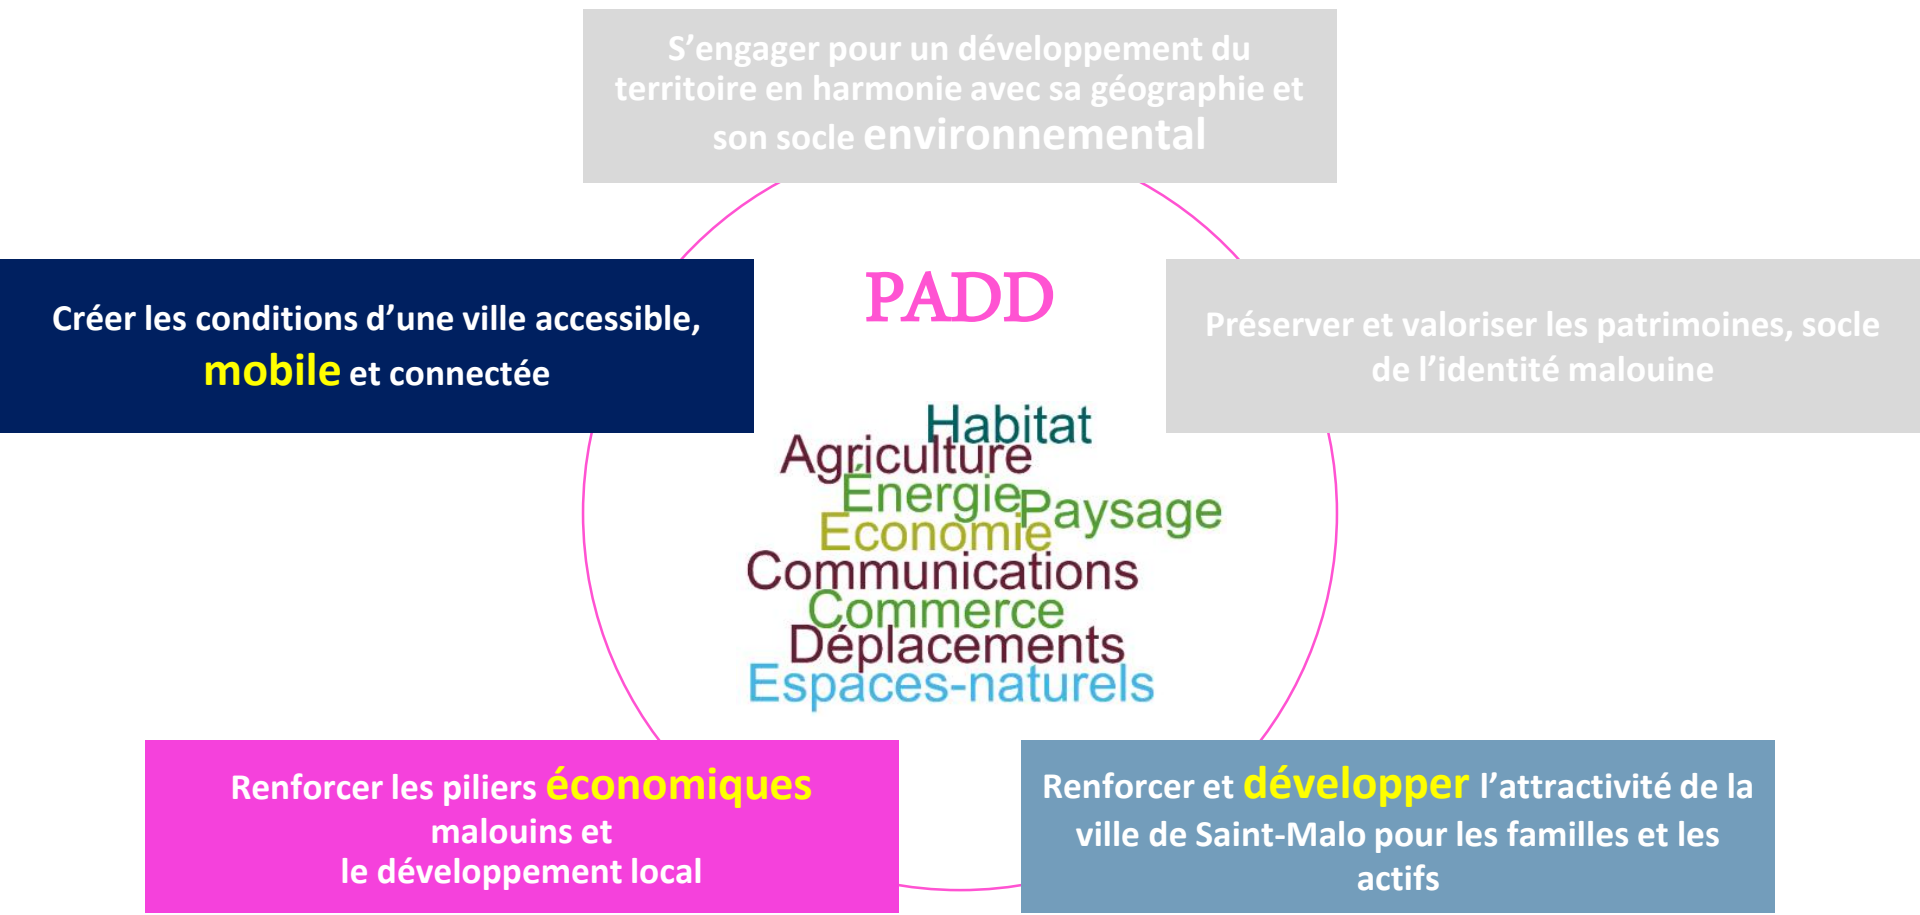 S’engager pour un développement du
territoire en harmonie avec sa géographie et
son socle environnemental
Créer les conditions d’une ville accessible,
mobile et connectée
PADD
Préserver et valoriser les patrimoines, socle
de l’identité malouine
Habitat
Agriculture
Énergie
Paysage
Economie
Communications
Commerce
Déplacements
Espaces-naturels
Renforcer les piliers économiques
malouins et
le développement local
Renforcer et développer l’attractivité de la
ville de Saint-Malo pour les familles et les
actifs